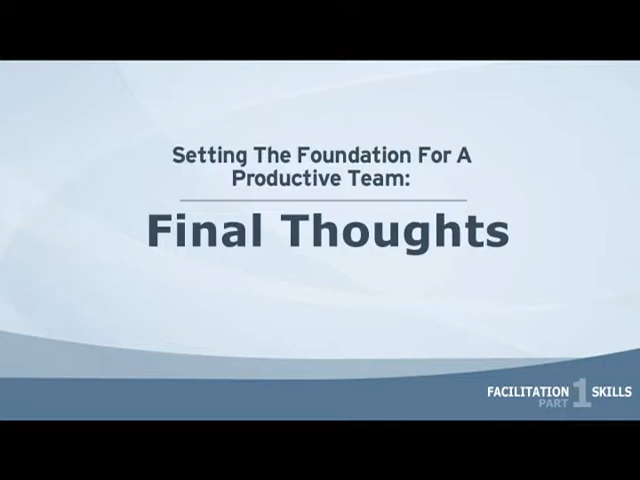 Setting The Foundation For A
Productive Team:
Final Thoughts
FACILITATION 1 SKILLS
PART